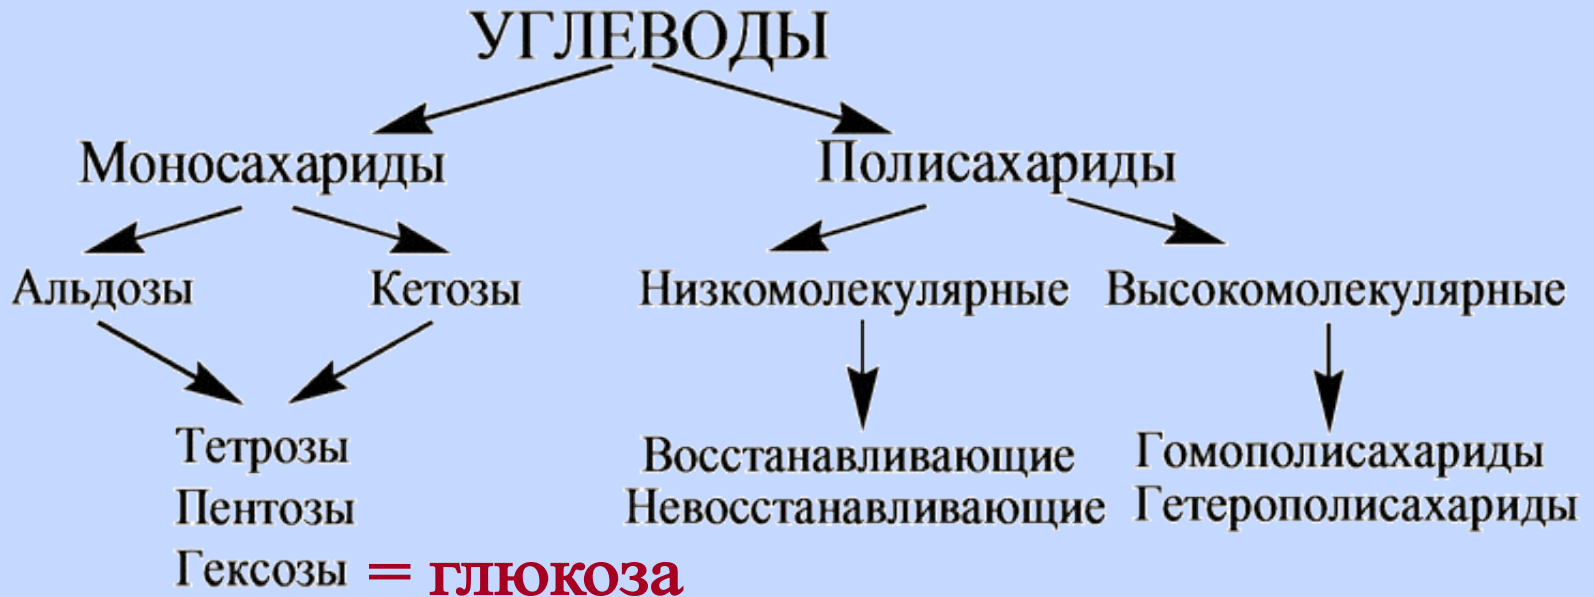 УГЛЕВОДЫ
Моносахариды Полисахариды
Альдозы Кетозы Низкомолекулярные Высокомолекулярные
Тетрозы
Пентозы
Гексозы = глюкоза
Восстанавливающие
Невосстанавливающие
Гомополисахариды
Гетерополисахариды